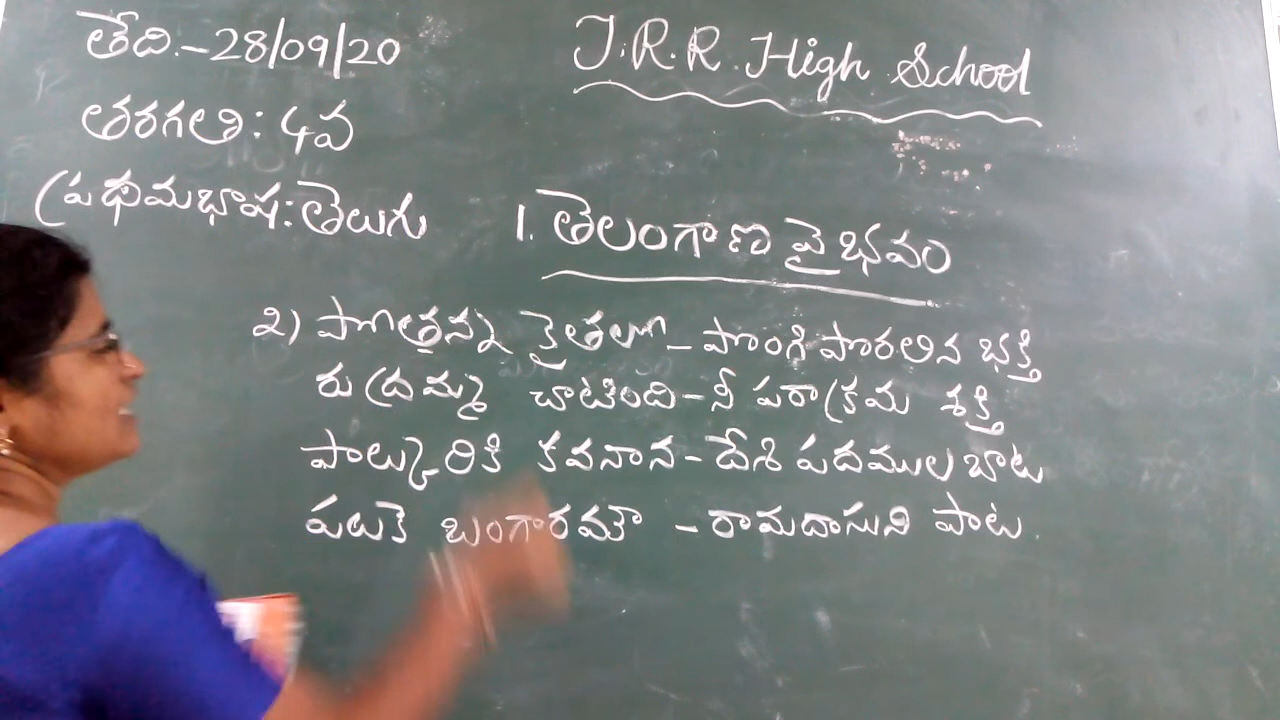 తేది.-28/09/20
T.R.R. High School
తరగతి: 4వ
ప్రథమభాష: తెలుగు
1. తెలంగాణ వైభవం
2) పోత్తన్న కైతలో - పొంగి పొరలిన భక్తి
రుద్రమ్మ చాటింది - నీ పరాక్రమ శక్తి
పాల్కురికి కవనాన - దేశి పదముల బాట
పలుకె బంగారమౌ - రామదాసుని పాట.